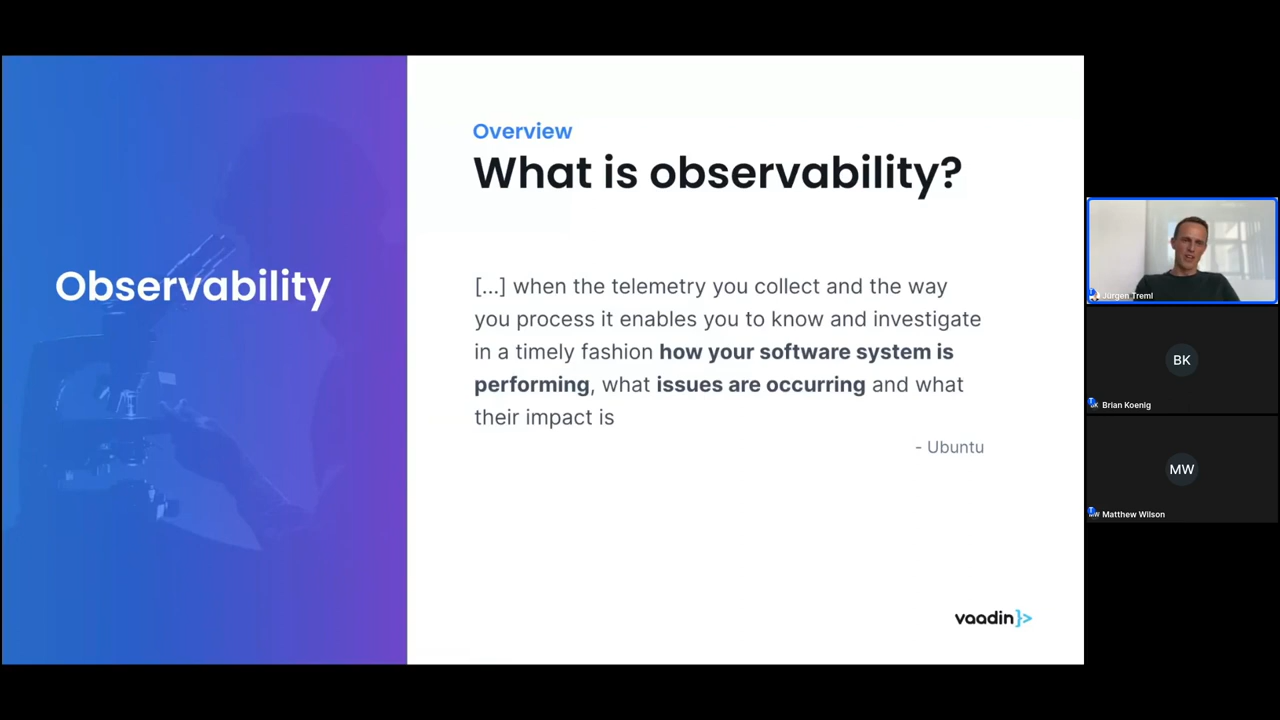 Observability
Overview
What is observability?
[...] when the telemetry you collect and the way
you process it enables you to know and investigate
in a timely fashion how your software system is
performing, what issues are occurring and what
their impact is
- Ubuntu
vaadin}>
Jürgen Treml
BK
Brian Koenig
MW
Matthew Wilson